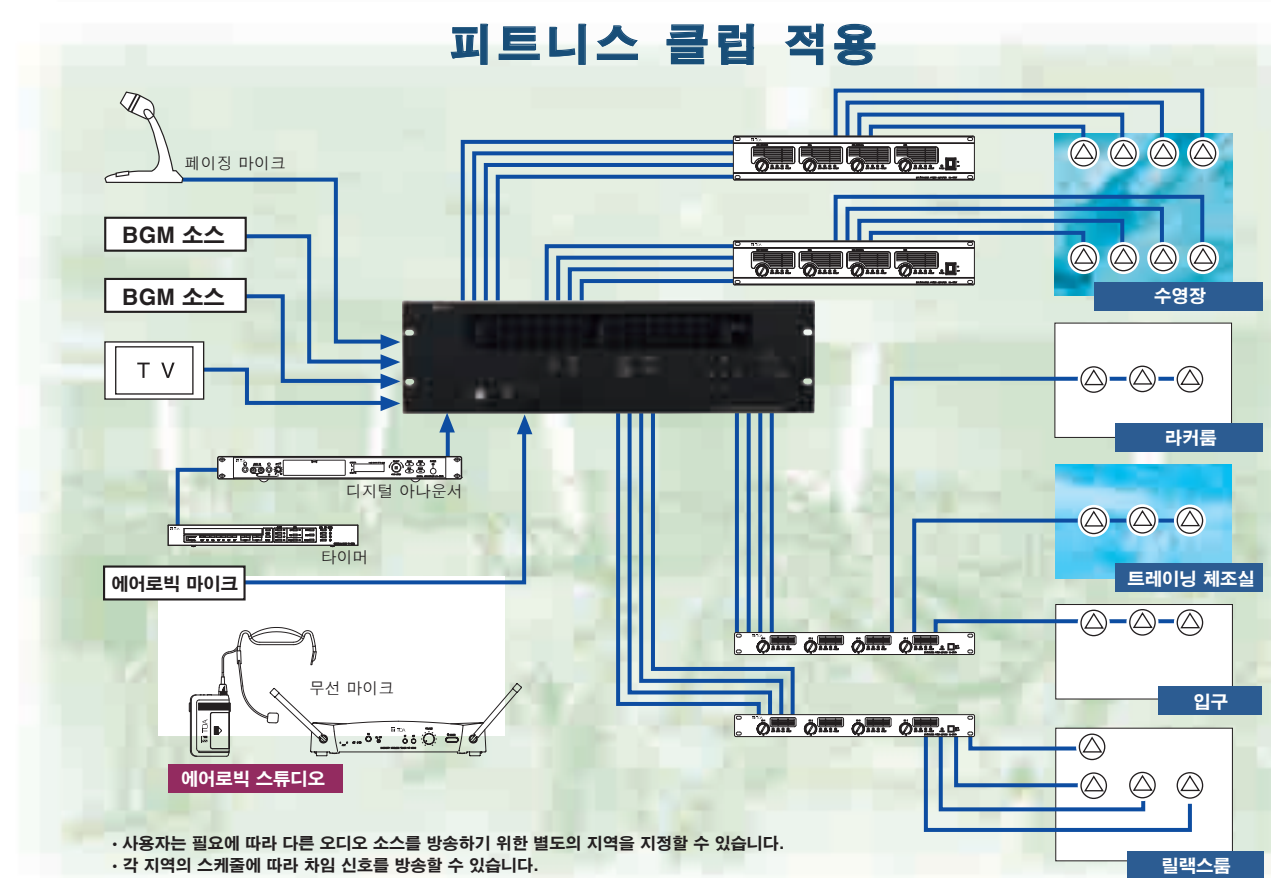 피트니스 클럽 적용
페이징 마이크
BGM 소스
BGM 소스
T V
디지털 아나운서
타이머
에어로빅 마이크
무선 마이크
TOA
TOA
에어로빅 스튜디오
수영장
라커룸
트레이닝 체조실
입구
릴랙스룸
· 사용자는 필요에 따라 다른 오디오 소스를 방송하기 위한 별도의 지역을 지정할 수 있습니다.
· 각 지역의 스케줄에 따라 차임 신호를 방송할 수 있습니다.